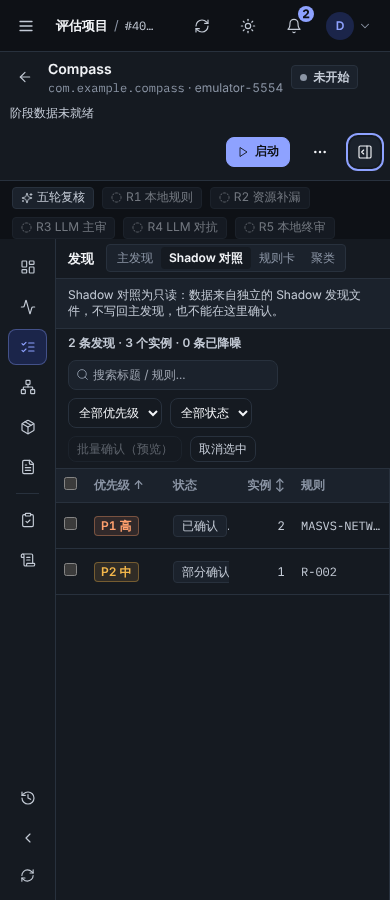 评估项目 / #40…
2
D
Compass
com.example.compass · emulator-5554
未开始
阶段数据未就绪
启动
五轮复核 R1 本地规则 R2 资源补漏
R3 LLM 主审 R4 LLM 对抗 R5 本地终审
发现 主发现 Shadow 对照 规则卡 聚类
Shadow 对照为只读：数据来自独立的 Shadow 发现文
件，不写回主发现，也不能在这里确认。
2 条发现 · 3 个实例 · 0 条已降噪
搜索标题 / 规则…
全部优先级 全部状态
批量确认（预览） 取消选中
优先级 ↑ 状态 实例 ↕ 规则
P1 高 已确认 2 MASVS-NETW…
P2 中 部分确认 1 R-002